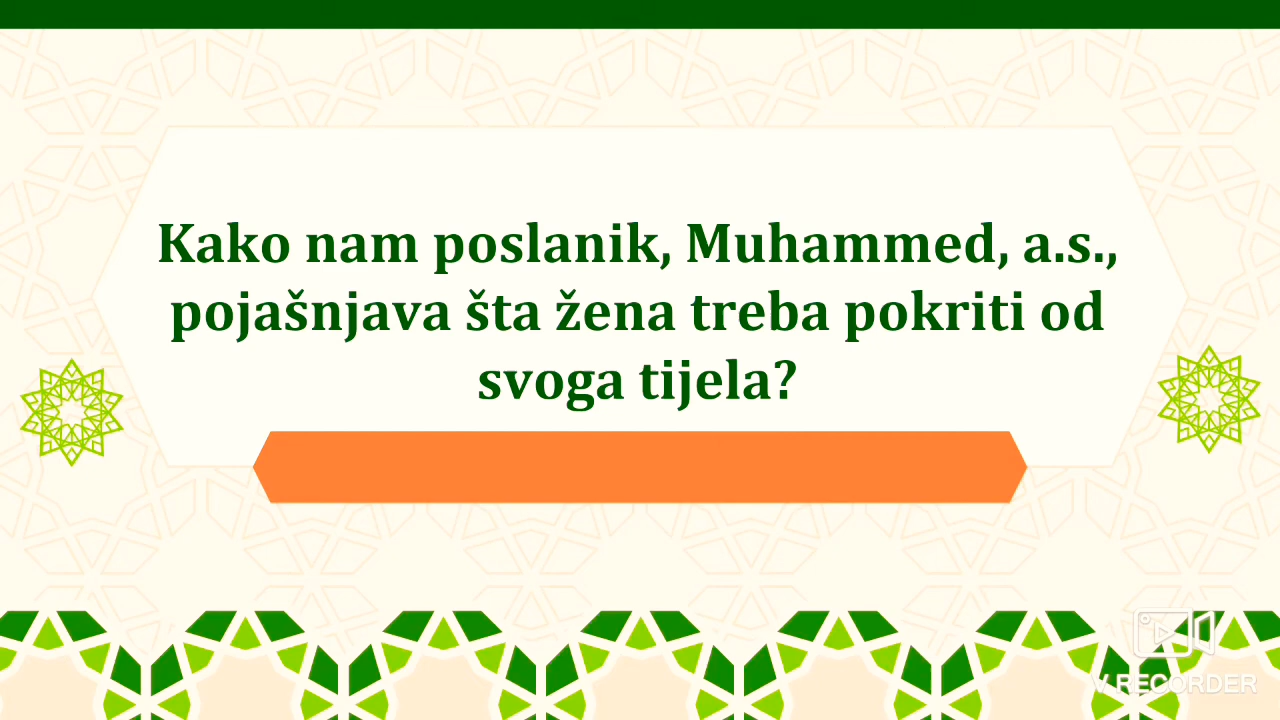 Kako nam poslanik, Muhammed, a.s.,
pojašnjava šta žena treba pokriti od
svoga tijela?
V RECORDER